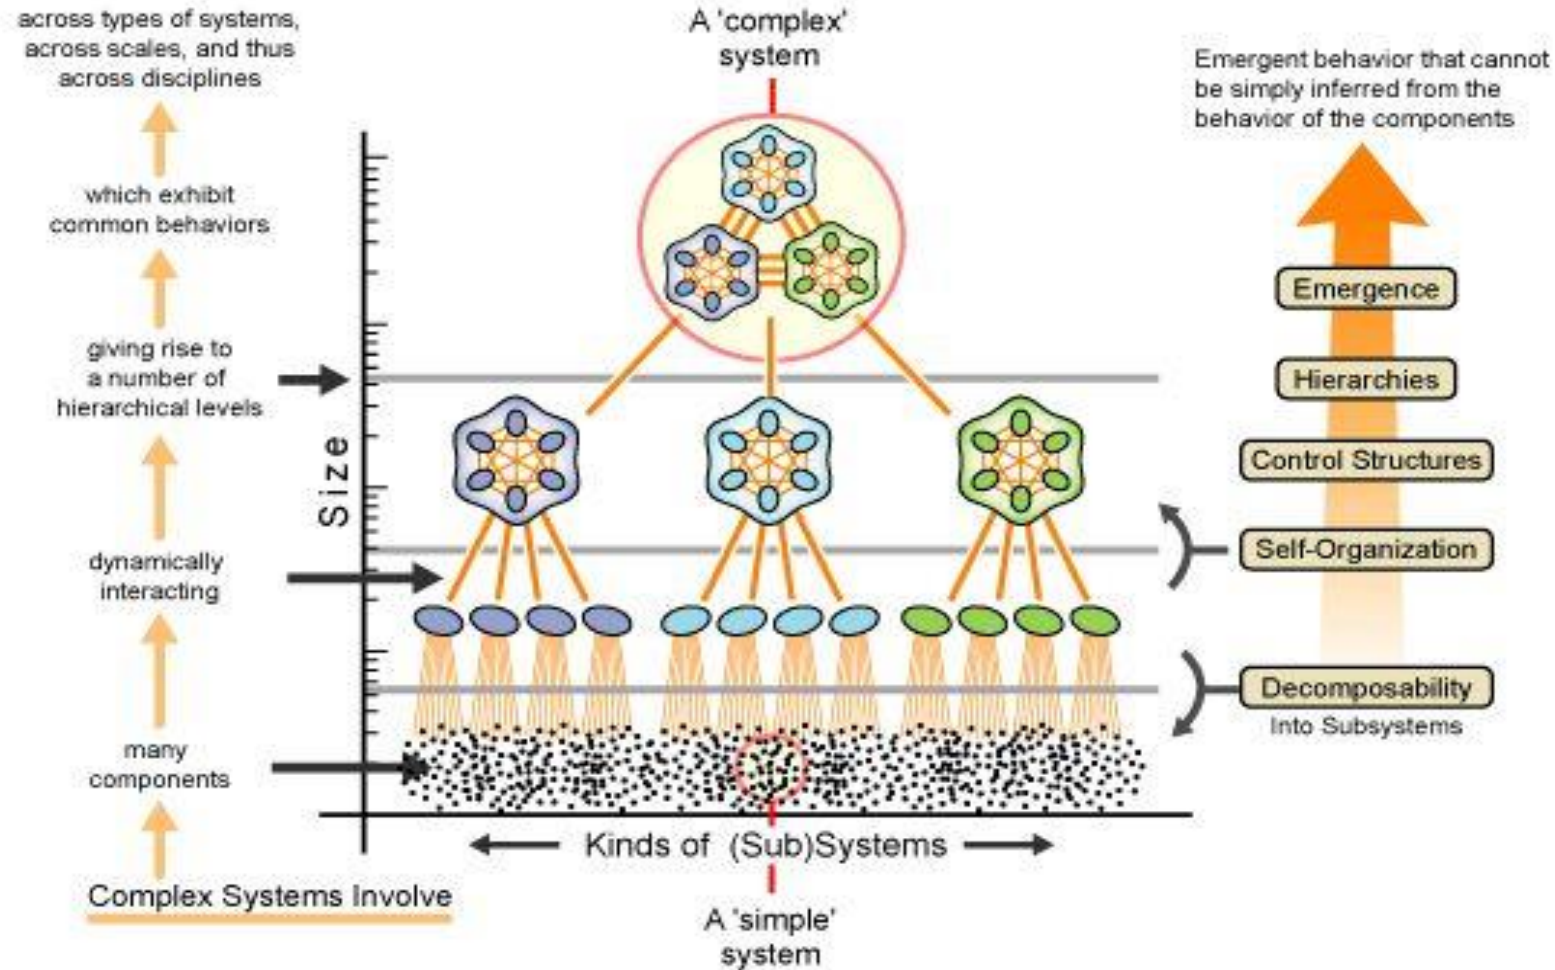 across types of systems,
across scales, and thus
across disciplines
which exhibit
common behaviors
giving rise to
a number of
hierarchical levels
dynamically
interacting
many
components
Complex Systems Involve
A 'complex'
system
Size
Kinds of (Sub)Systems
A 'simple'
system
Emergent behavior that cannot
be simply inferred from the
behavior of the components
Emergence
Hierarchies
Control Structures
Self-Organization
Decomposability
Into Subsystems